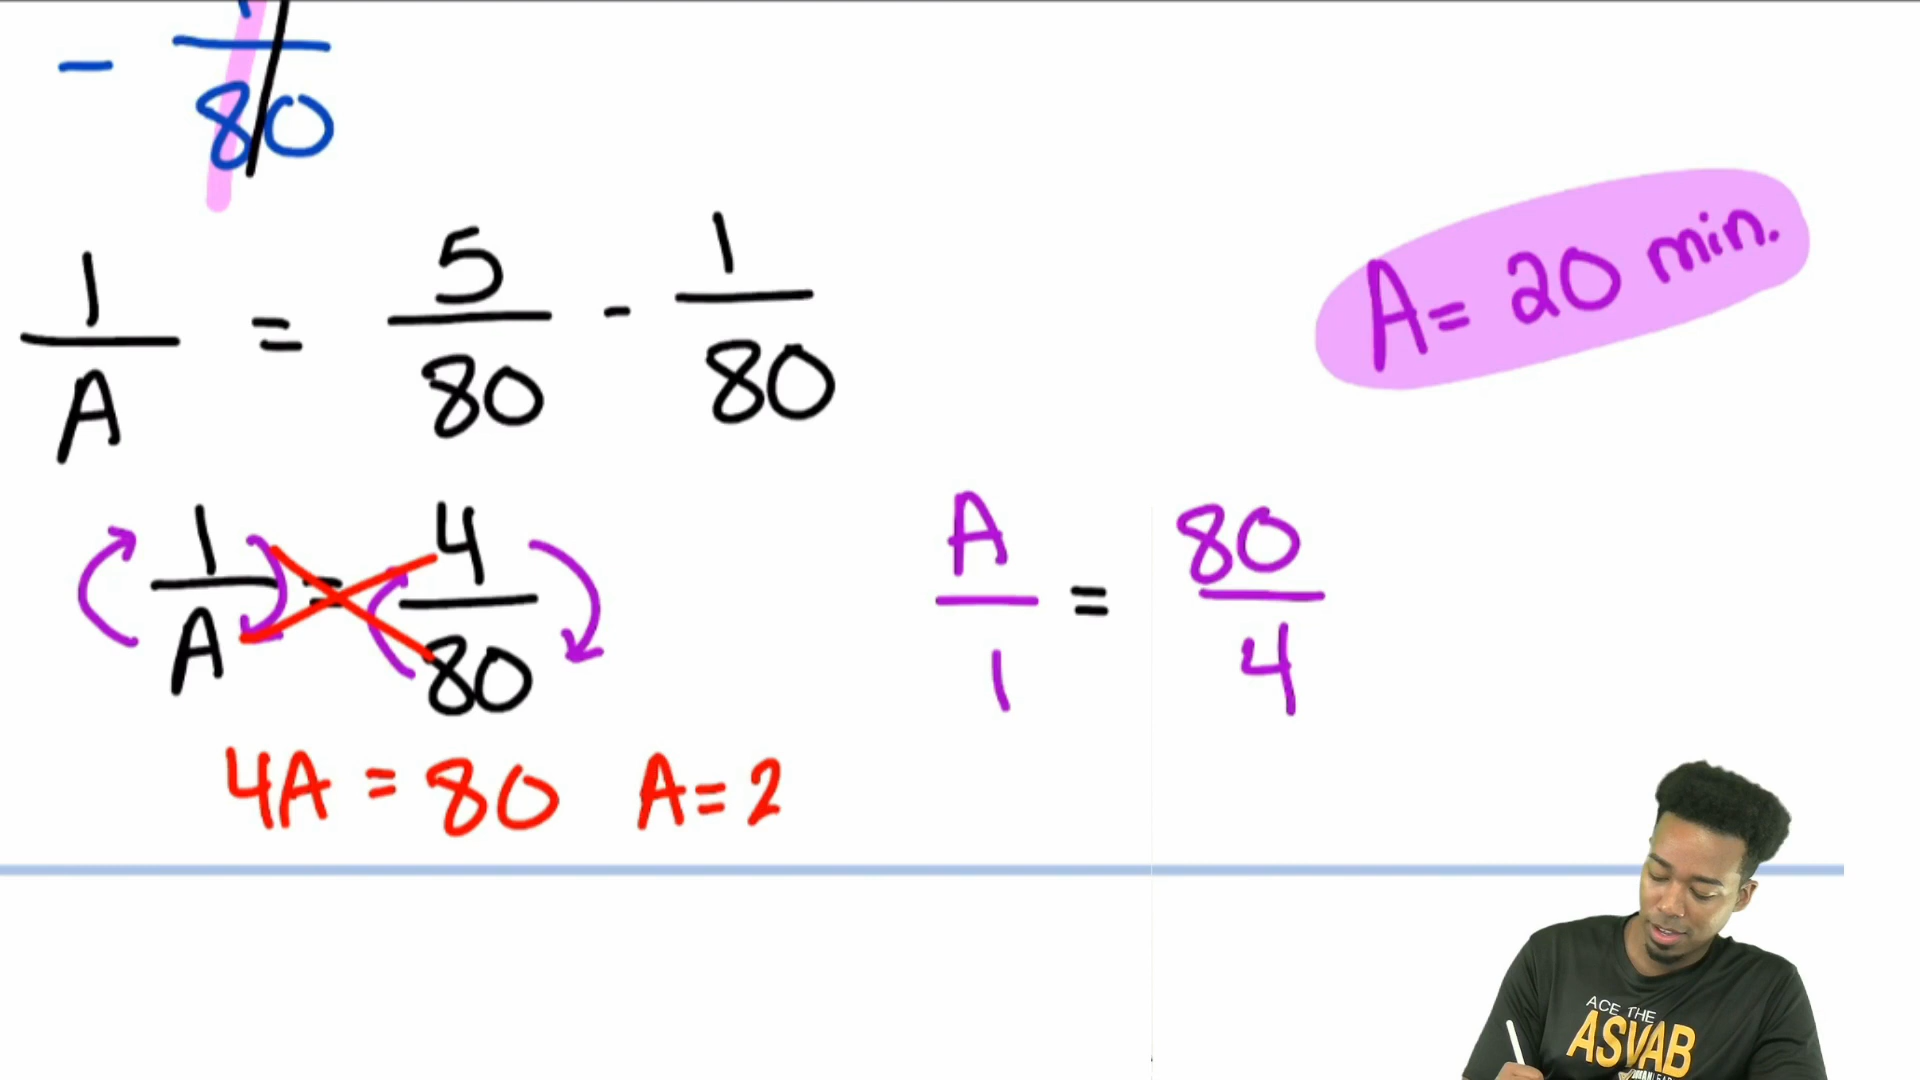 - 1/80
1/A = 5/80 - 1/80
A = 20 min.
1/A = 4/80
A/1 = 80/4
4A = 80 A = 2
ACE THE
ASVAB